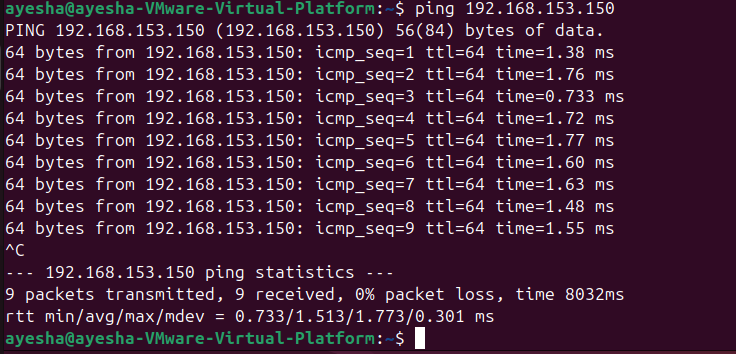 ayesha@ayesha-VMware-Virtual-Platform:~$ ping 192.168.153.150
PING 192.168.153.150 (192.168.153.150) 56(84) bytes of data.
64 bytes from 192.168.153.150: icmp_seq=1 ttl=64 time=1.38 ms
64 bytes from 192.168.153.150: icmp_seq=2 ttl=64 time=1.76 ms
64 bytes from 192.168.153.150: icmp_seq=3 ttl=64 time=0.733 ms
64 bytes from 192.168.153.150: icmp_seq=4 ttl=64 time=1.72 ms
64 bytes from 192.168.153.150: icmp_seq=5 ttl=64 time=1.77 ms
64 bytes from 192.168.153.150: icmp_seq=6 ttl=64 time=1.60 ms
64 bytes from 192.168.153.150: icmp_seq=7 ttl=64 time=1.63 ms
64 bytes from 192.168.153.150: icmp_seq=8 ttl=64 time=1.48 ms
64 bytes from 192.168.153.150: icmp_seq=9 ttl=64 time=1.55 ms
^C
--- 192.168.153.150 ping statistics ---
9 packets transmitted, 9 received, 0% packet loss, time 8032ms
rtt min/avg/max/mdev = 0.733/1.513/1.773/0.301 ms
ayesha@ayesha-VMware-Virtual-Platform:~$